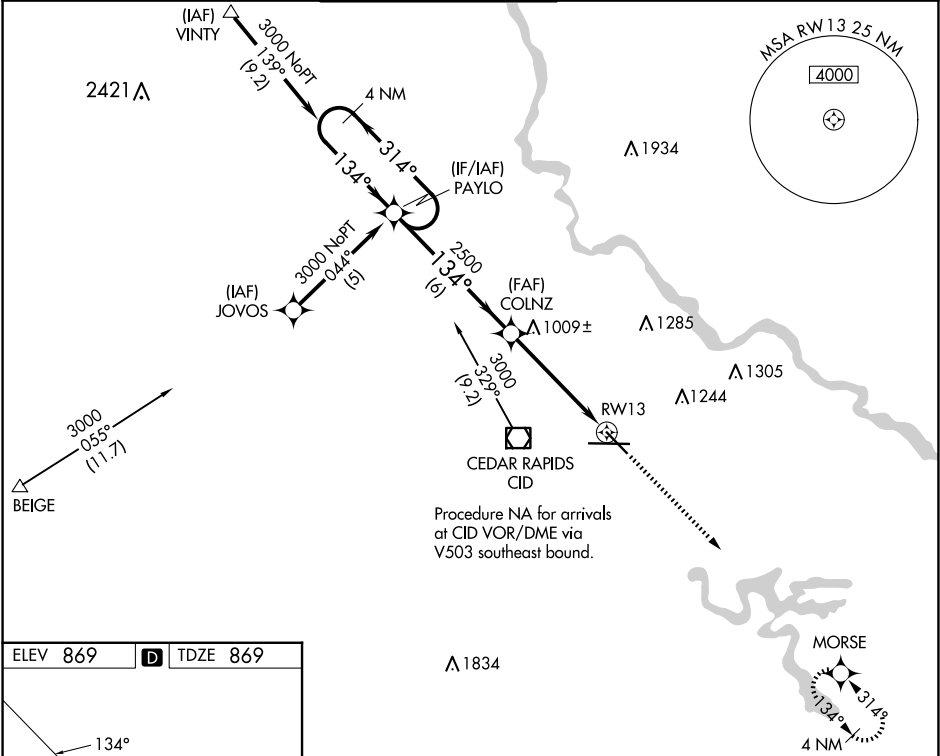 (IAF)
VINTY
3000 NoPT
139°
(9.2)
2421
4 NM
314°
134°
(IF/IAF)
PAYLO
1934
MSA RW13 25 NM
4000
3000 NoPT
044°
(5)
(IAF)
JOVOS
2500
134°
(6)
(FAF)
COLNZ
1009±
1285
1305
1244
3000
329°
(9.2)
RW13
CEDAR RAPIDS
CID
3000
055°
(11.7)
BEIGE
Procedure NA for arrivals
at CID VOR/DME via
V503 southeast bound.
1834
MORSE
314°
134°
4 NM
ELEV 869 D TDZE 869
134°